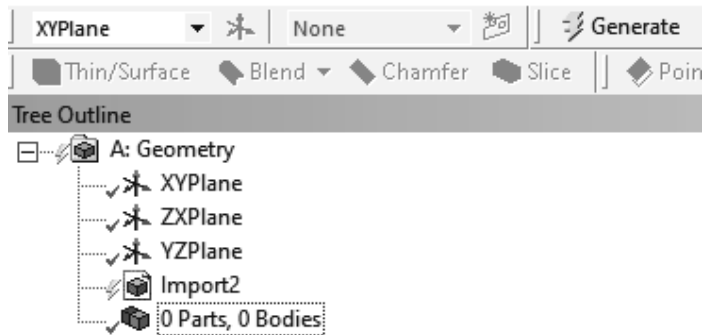 XYPlane None Generate
Thin/Surface Blend Chamfer Slice Poin
Tree Outline
A: Geometry
XYPlane
ZXPlane
YZPlane
Import2
0 Parts, 0 Bodies